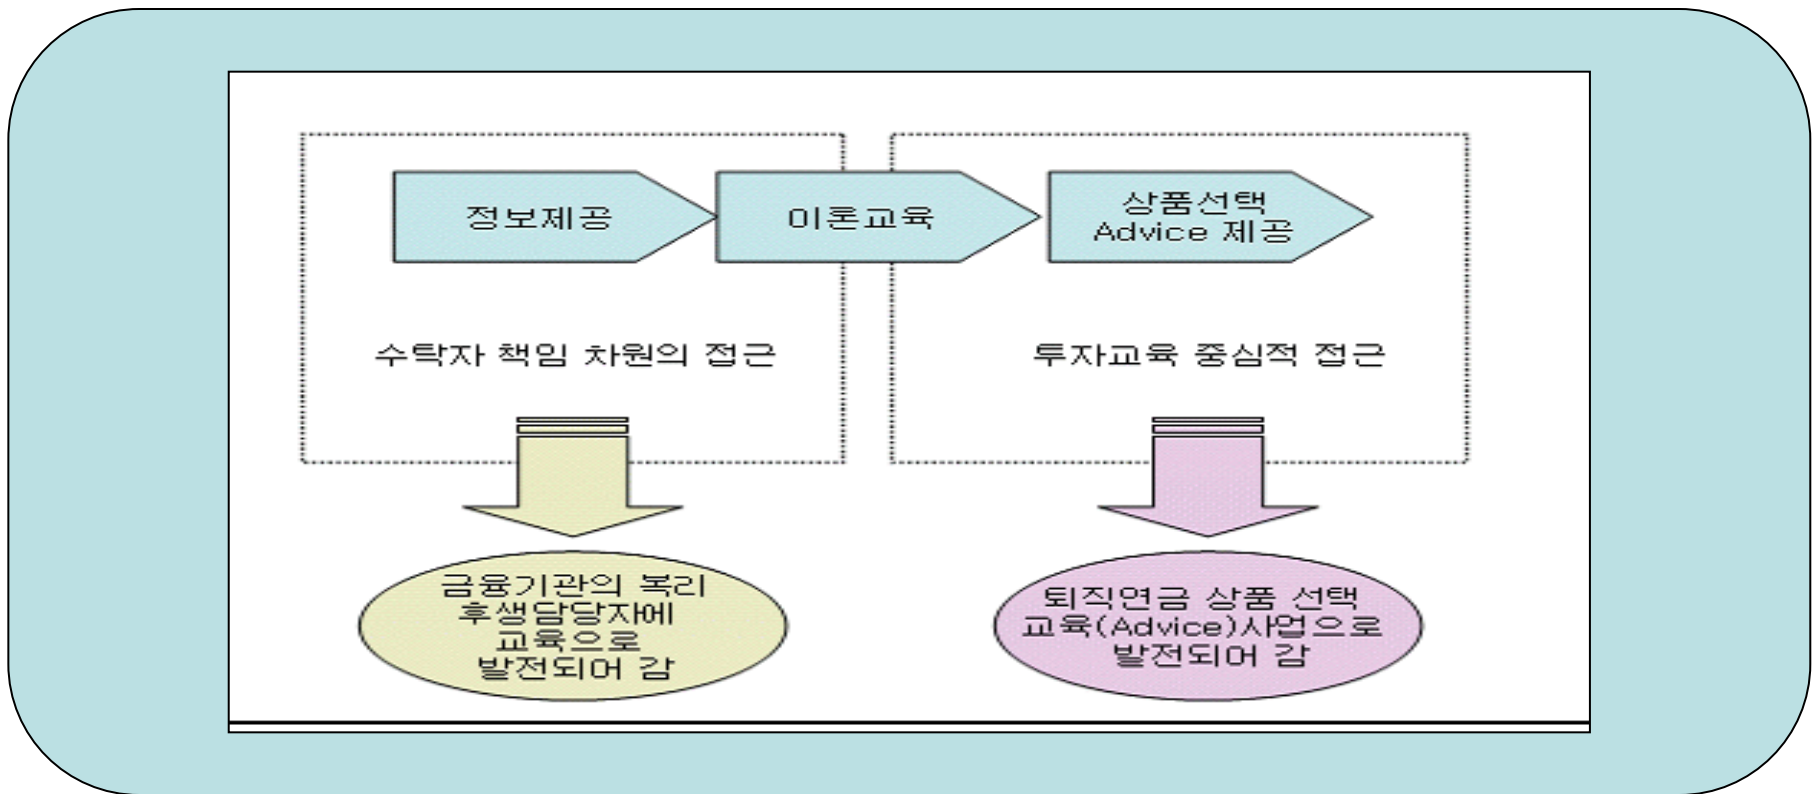 정보제공
이론교육
상품선택
Advice 제공
수탁자 책임 차원의 접근
투자교육 중심적 접근
금융기관의 복리
후생담당자에
교육으로
발전되어 감
퇴직연금 상품 선택
교육(Advice)사업으로
발전되어 감